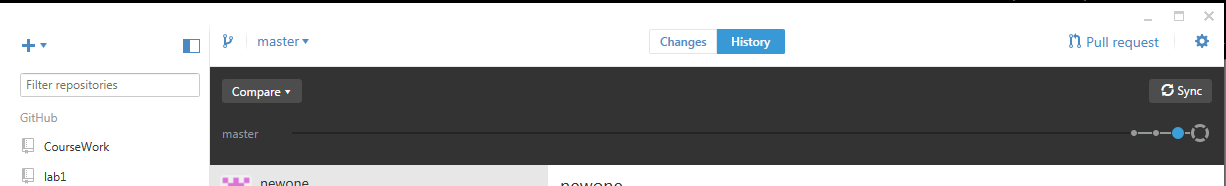 master
Changes
History
Pull request
Filter repositories
Compare
Sync
GitHub
master
CourseWork
lab1
newone
newone